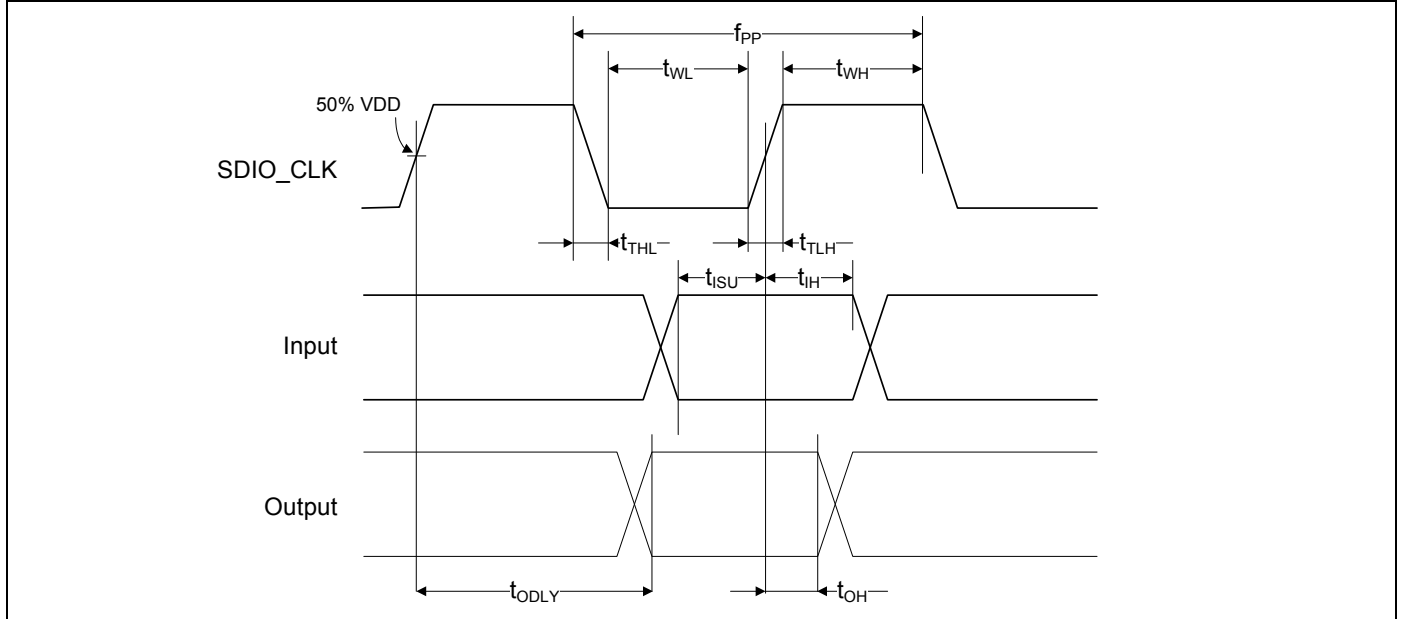 fPP
tWL
tWH
50% VDD
SDIO_CLK
tTHL
tTLH
tISU
tIH
Input
Output
tODLY
tOH